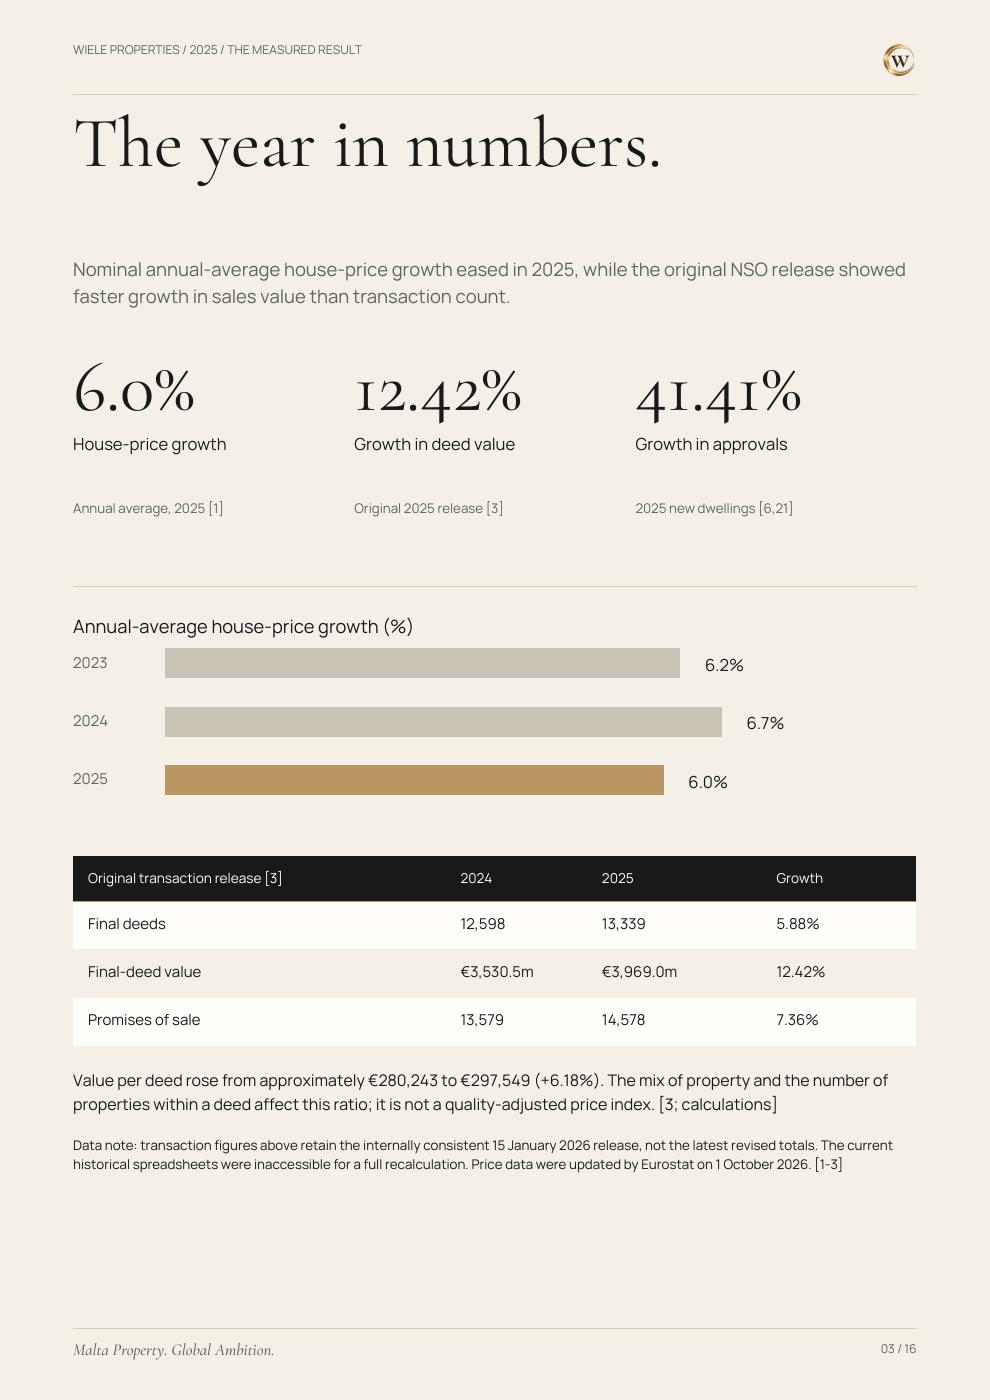 WIELE PROPERTIES / 2025 / THE MEASURED RESULT
W
The year in numbers.
Nominal annual-average house-price growth eased in 2025, while the original NSO release showed
faster growth in sales value than transaction count.
6.0% 12.42% 41.41%
House-price growth Growth in deed value Growth in approvals
Annual average, 2025 [1] Original 2025 release [3] 2025 new dwellings [6,21]
Annual-average house-price growth (%)
2023 6.2%
2024 6.7%
2025 6.0%
Original transaction release [3] 2024 2025 Growth
Final deeds 12,598 13,339 5.88%
Final-deed value €3,530.5m €3,969.0m 12.42%
Promises of sale 13,579 14,578 7.36%
Value per deed rose from approximately €280,243 to €297,549 (+6.18%). The mix of property and the number of
properties within a deed affect this ratio; it is not a quality-adjusted price index. [3; calculations]
Data note: transaction figures above retain the internally consistent 15 January 2026 release, not the latest revised totals. The current
historical spreadsheets were inaccessible for a full recalculation. Price data were updated by Eurostat on 1 October 2026. [1-3]
Malta Property. Global Ambition. 03 / 16